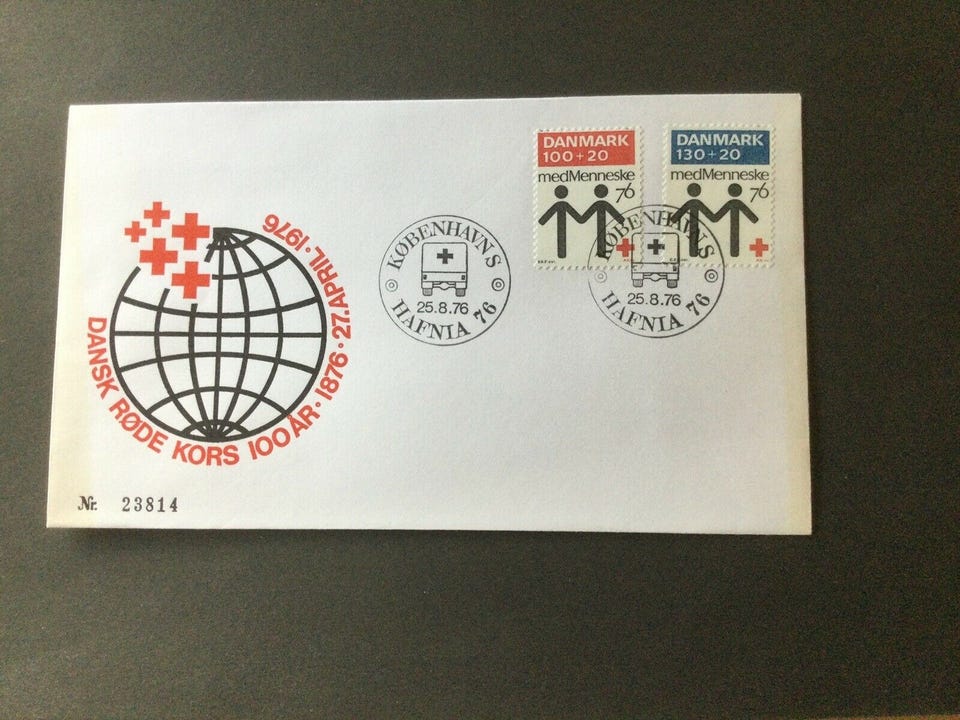 DANSK RØDE KORS 100 ÅR · 1876 · 27. APRIL · 1976
Nr. 23814
KØBENHAVNS
25.8.76
HAFNIA 76
DANMARK
100+20
medMenneske
76
DANMARK
130+20
medMenneske
76
KØBENHAVNS
25.8.76
HAFNIA 76